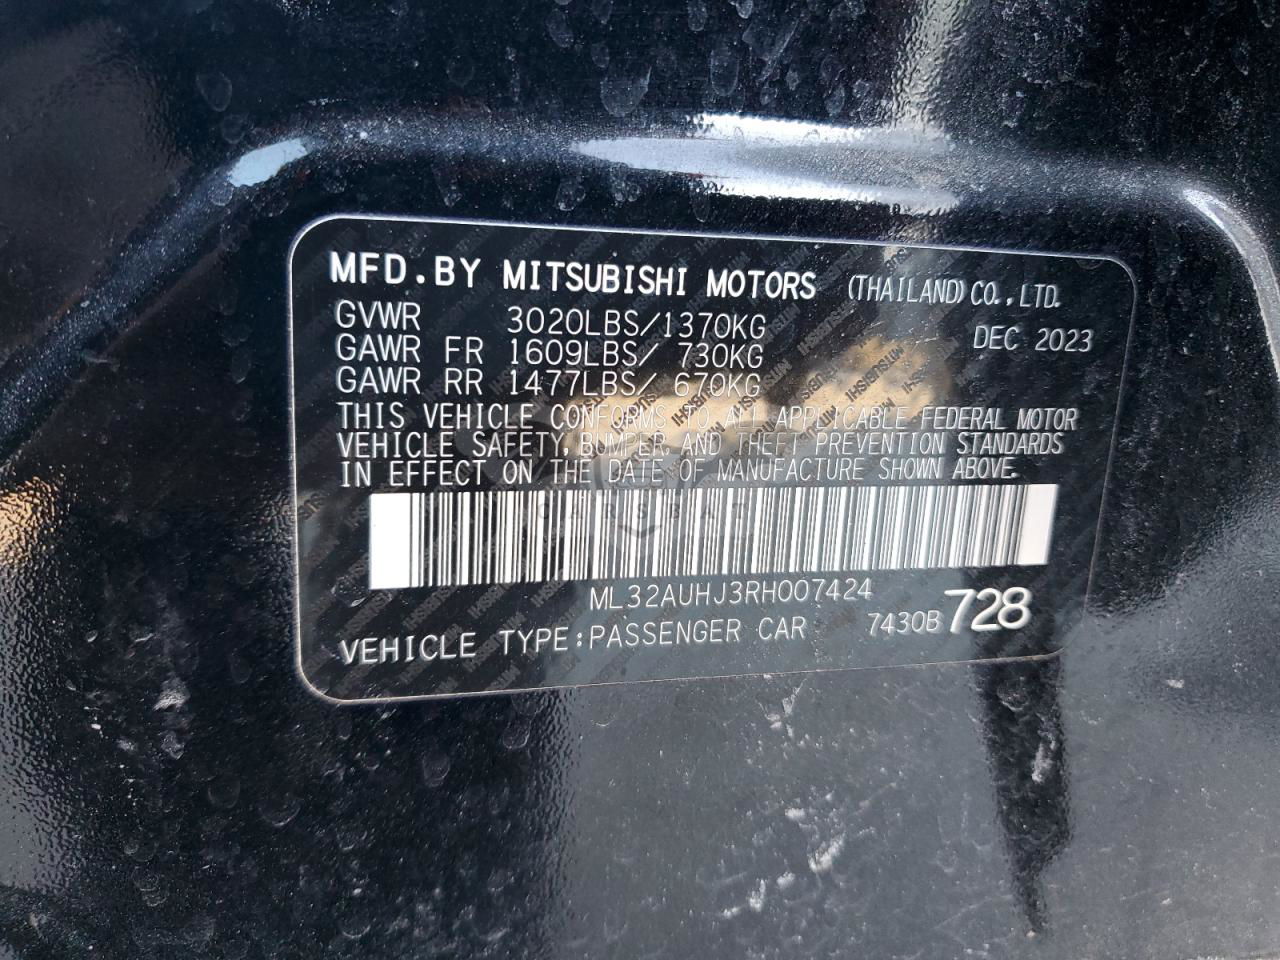 MFD.BY MITSUBISHI MOTORS (THAILAND)CO.,LTD.
GVWR 3020LBS/1370KG DEC 2023
GAWR FR 1609LBS/ 730KG
GAWR RR 1477LBS/ 670KG
THIS VEHICLE CONFORMS TO ALL APPLICABLE FEDERAL MOTOR
VEHICLE SAFETY, BUMPER, AND THEFT PREVENTION STANDARDS
IN EFFECT ON THE DATE OF MANUFACTURE SHOWN ABOVE.
CARSBAT
ML32AUHJ3RH007424
VEHICLE TYPE:PASSENGER CAR 7430B 728